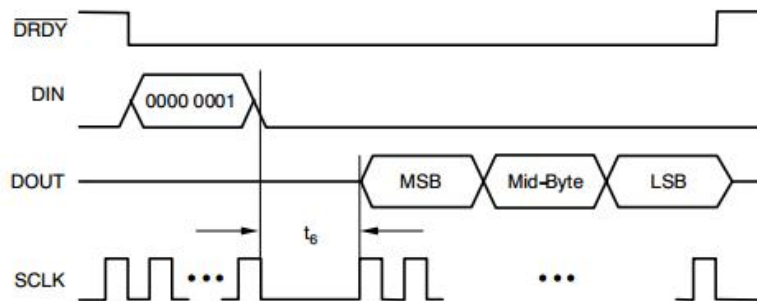 DRDY
DIN
0000 0001
DOUT
MSB
Mid-Byte
LSB
t6
SCLK